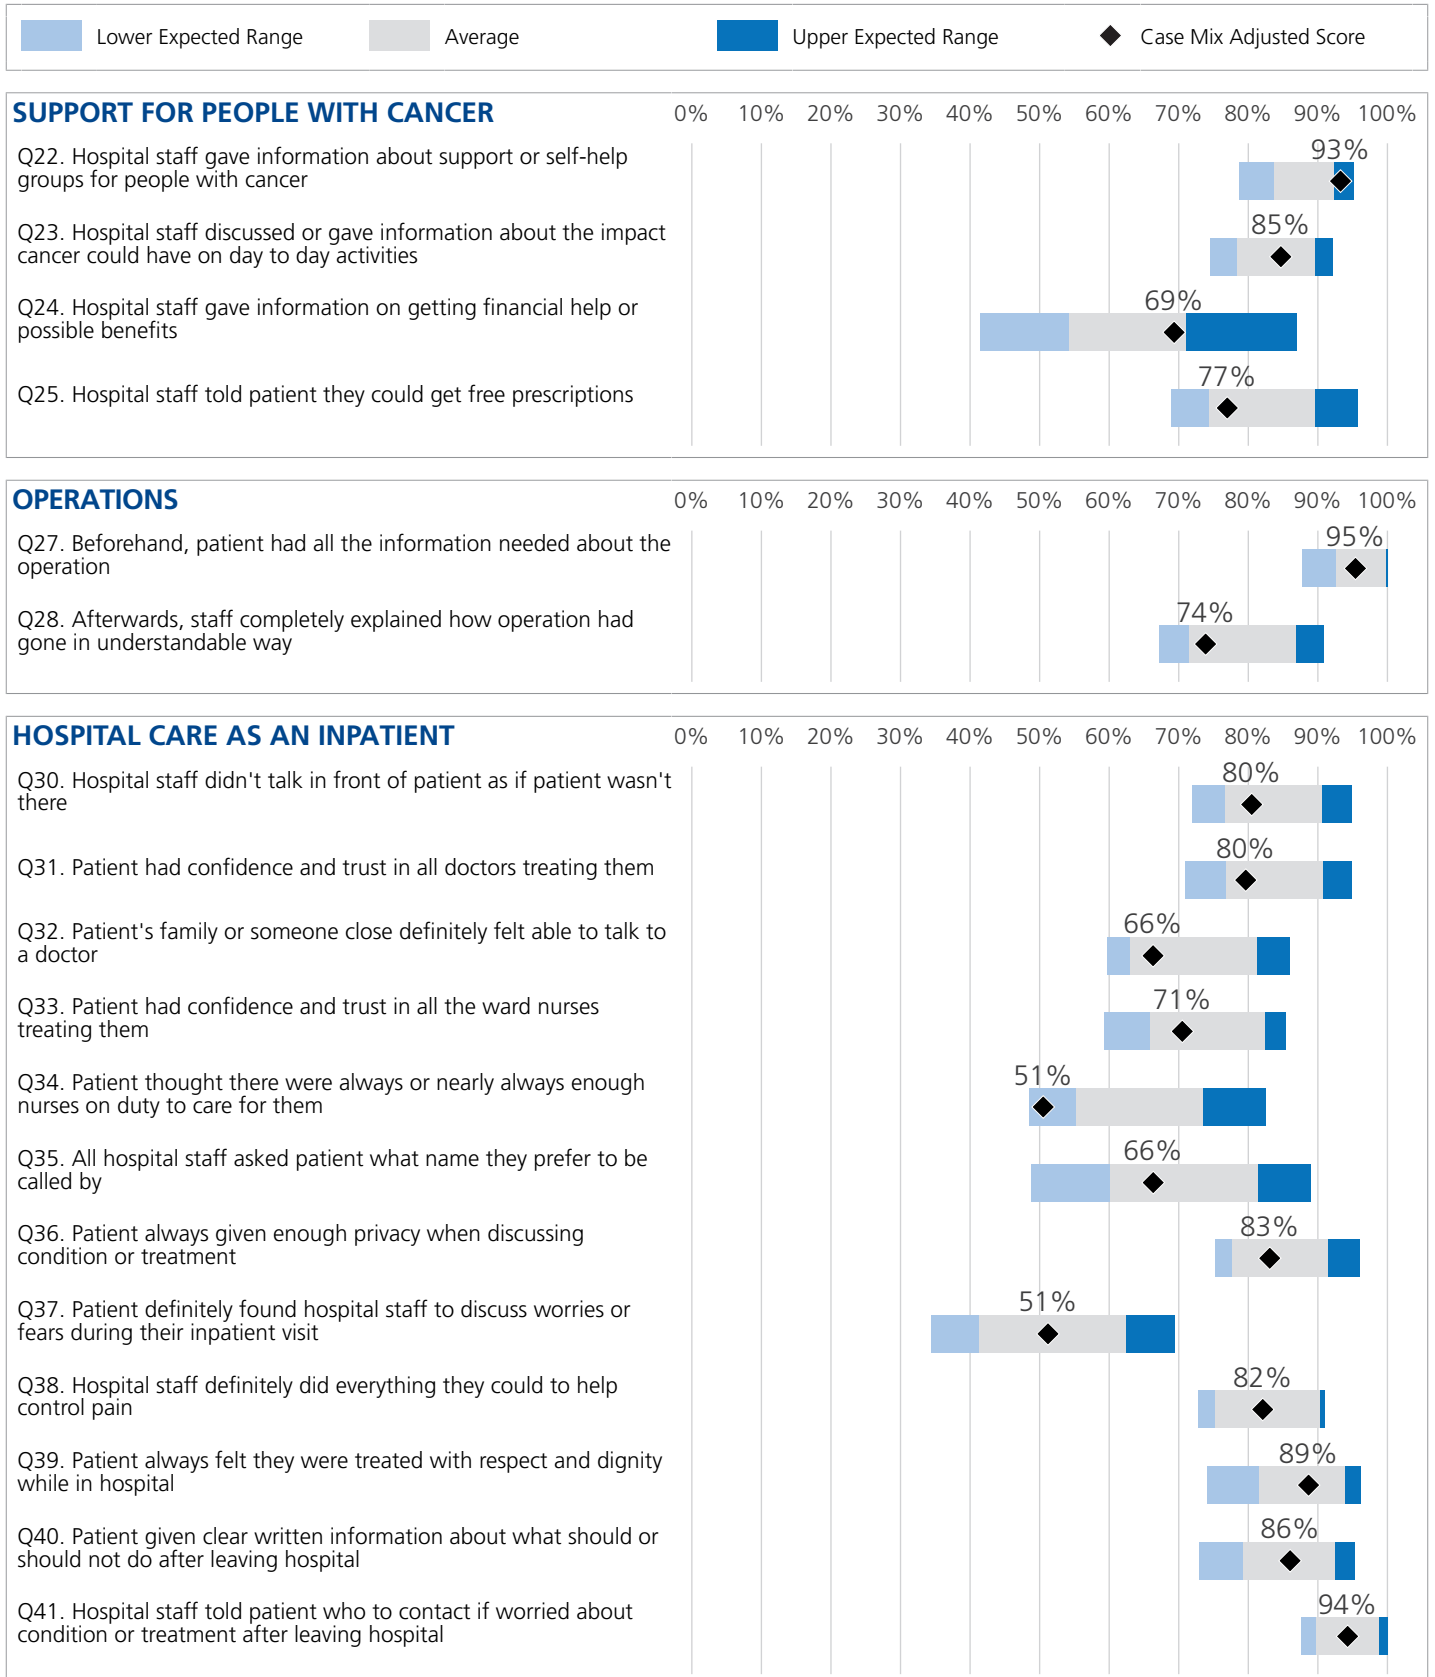 Lower Expected Range Average Upper Expected Range Case Mix Adjusted Score
SUPPORT FOR PEOPLE WITH CANCER 0% 10% 20% 30% 40% 50% 60% 70% 80% 90% 100%
Q22. Hospital staff gave information about support or self-help
groups for people with cancer
93%
Q23. Hospital staff discussed or gave information about the impact
cancer could have on day to day activities
85%
Q24. Hospital staff gave information on getting financial help or
possible benefits
69%
Q25. Hospital staff told patient they could get free prescriptions
77%
OPERATIONS 0% 10% 20% 30% 40% 50% 60% 70% 80% 90% 100%
Q27. Beforehand, patient had all the information needed about the
operation
95%
Q28. Afterwards, staff completely explained how operation had
gone in understandable way
74%
HOSPITAL CARE AS AN INPATIENT 0% 10% 20% 30% 40% 50% 60% 70% 80% 90% 100%
Q30. Hospital staff didn't talk in front of patient as if patient wasn't
there
80%
Q31. Patient had confidence and trust in all doctors treating them
80%
Q32. Patient's family or someone close definitely felt able to talk to
a doctor
66%
Q33. Patient had confidence and trust in all the ward nurses
treating them
71%
Q34. Patient thought there were always or nearly always enough
nurses on duty to care for them
51%
Q35. All hospital staff asked patient what name they prefer to be
called by
66%
Q36. Patient always given enough privacy when discussing
condition or treatment
83%
Q37. Patient definitely found hospital staff to discuss worries or
fears during their inpatient visit
51%
Q38. Hospital staff definitely did everything they could to help
control pain
82%
Q39. Patient always felt they were treated with respect and dignity
while in hospital
89%
Q40. Patient given clear written information about what should or
should not do after leaving hospital
86%
Q41. Hospital staff told patient who to contact if worried about
condition or treatment after leaving hospital
94%